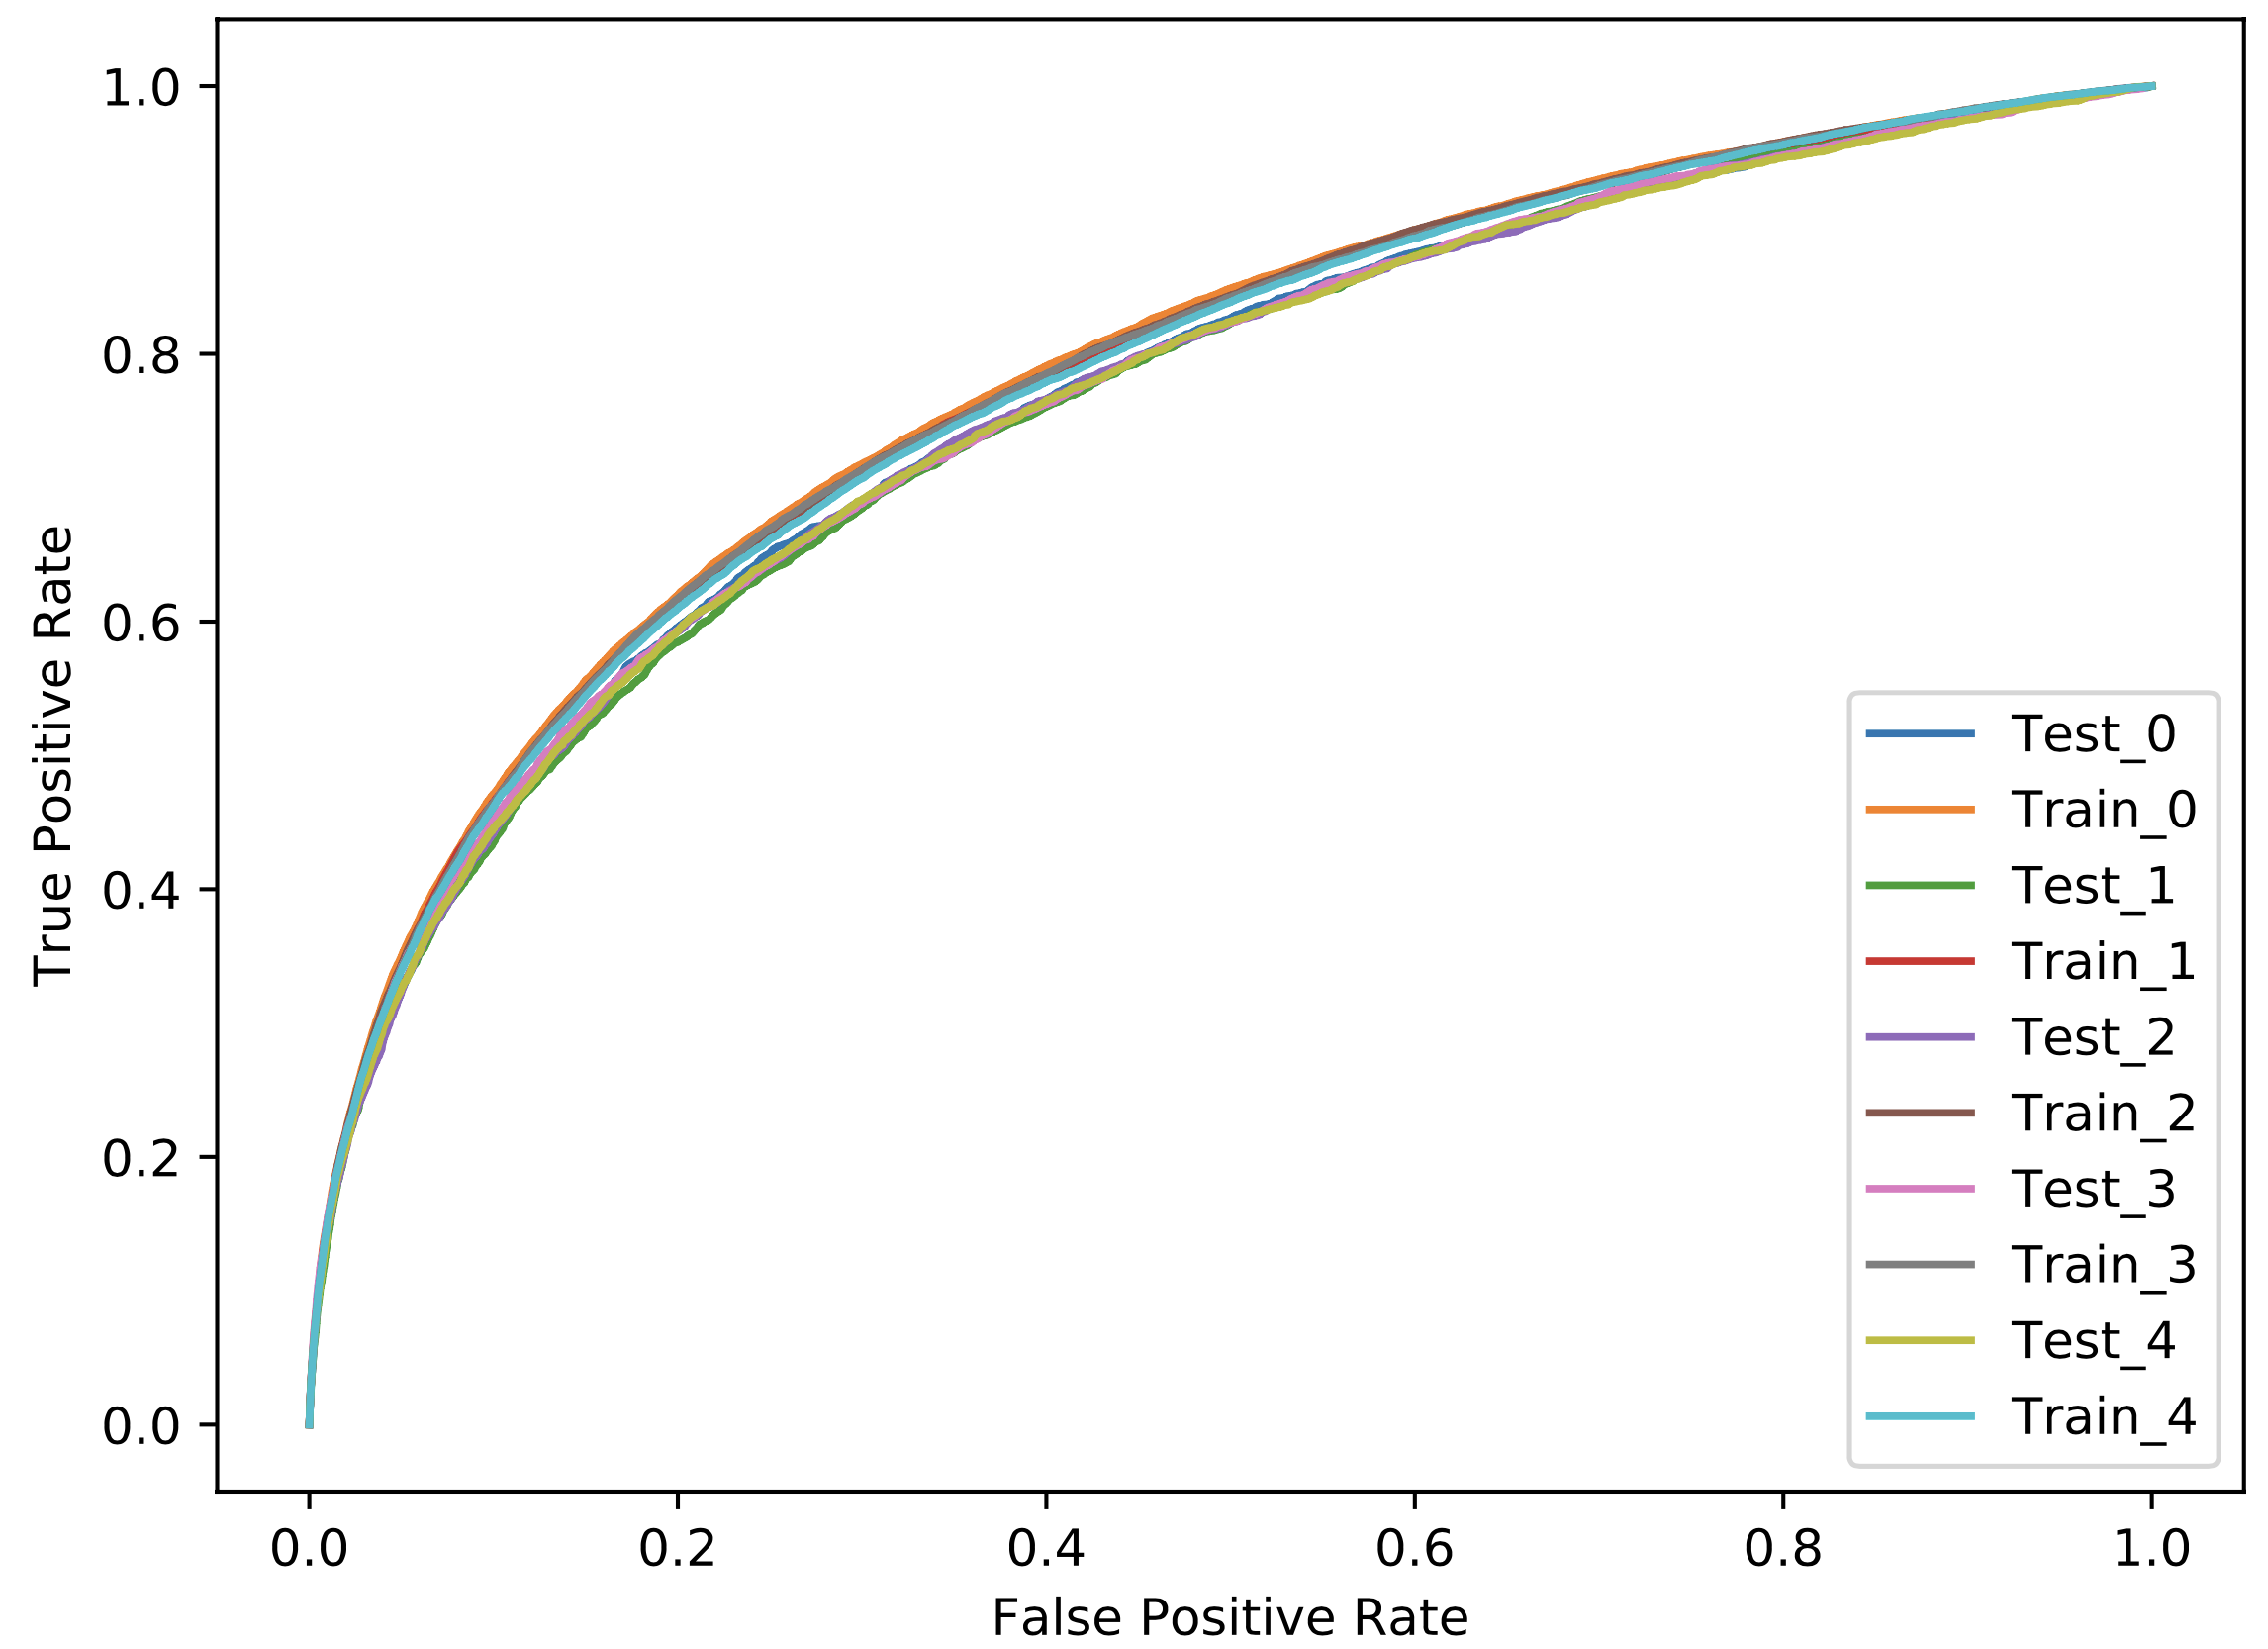 1.0
0.8
0.6
0.4
0.2
0.0
True Positive Rate
Test_0
Train_0
Test_1
Train_1
Test_2
Train_2
Test_3
Train_3
Test_4
Train_4
0.0 0.2 0.4 0.6 0.8 1.0
False Positive Rate